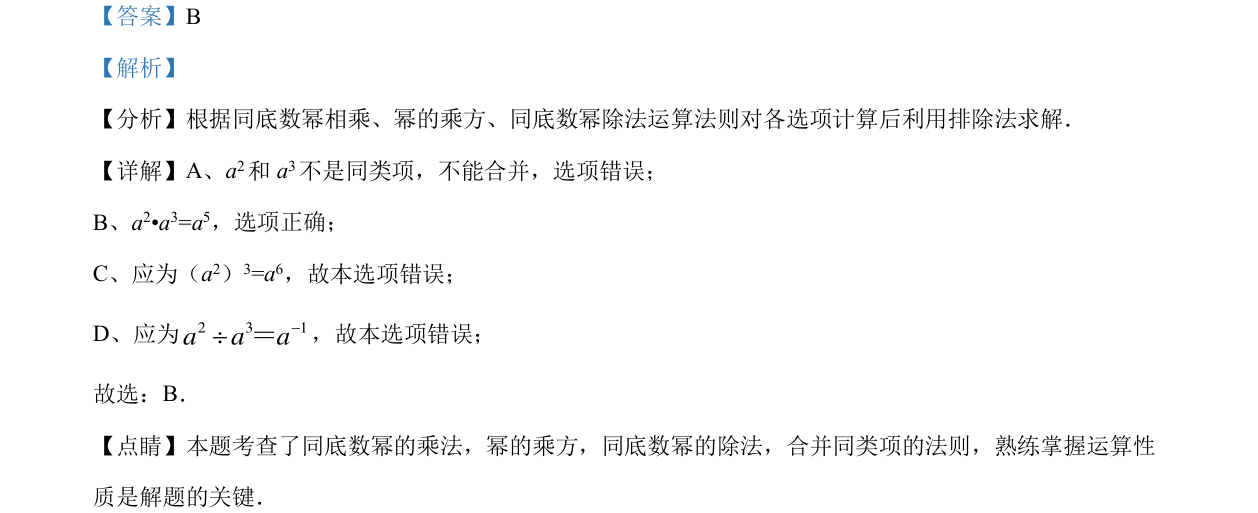 【答案】B
【解析】
【分析】根据同底数幂相乘、幂的乘方、同底数幂除法运算法则对各选项计算后利用排除法求解．
【详解】A、a²和 a³不是同类项，不能合并，选项错误；
B、a²•a³=a⁵，选项正确；
C、应为（a²）³=a⁶，故本选项错误；
D、应为a²÷a³=a⁻¹，故本选项错误；
故选：B．
【点睛】本题考查了同底数幂的乘法，幂的乘方，同底数幂的除法，合并同类项的法则，熟练掌握运算性
质是解题的关键．